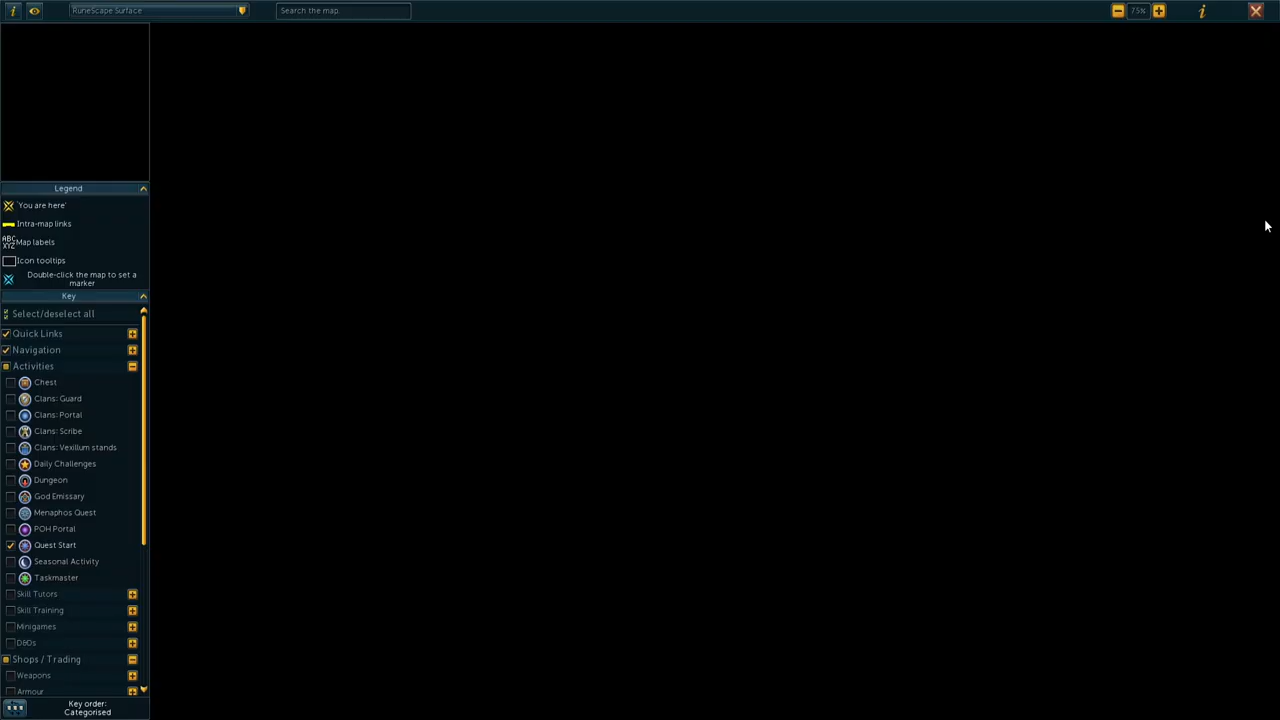 RuneScape Surface
Search the map.
75%
Legend
'You are here'
Intra-map links
ABC
XYZ
Map labels
Icon tooltips
Double-click the map to set a
marker
Key
Select/deselect all
Quick Links
Navigation
Activities
Chest
Clans: Guard
Clans: Portal
Clans: Scribe
Clans: Vexillum stands
Daily Challenges
Dungeon
God Emissary
Menaphos Quest
POH Portal
Quest Start
Seasonal Activity
Taskmaster
Skill Tutors
Skill Training
Minigames
D&Ds
Shops / Trading
Weapons
Armour
Key order:
Categorised